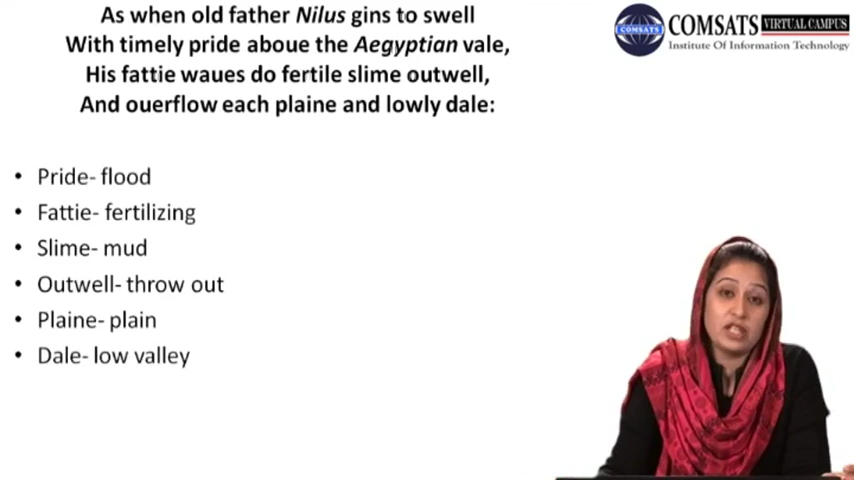 As when old father Nilus gins to swell
With timely pride aboue the Aegyptian vale,
His fattie waues do fertile slime outwell,
And ouerflow each plaine and lowly dale:
COMSATS
COMSATS VIRTUAL CAMPUS
Institute Of Information Technology
• Pride- flood
• Fattie- fertilizing
• Slime- mud
• Outwell- throw out
• Plaine- plain
• Dale- low valley